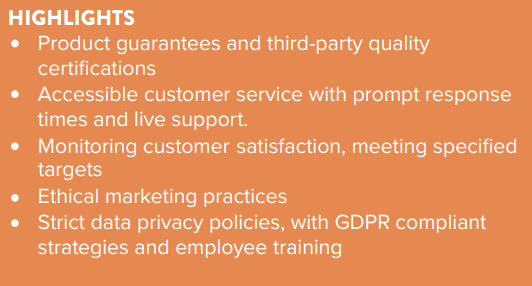 HIGHLIGHTS
• Product guarantees and third-party quality
certifications
• Accessible customer service with prompt response
times and live support.
• Monitoring customer satisfaction, meeting specified
targets
• Ethical marketing practices
• Strict data privacy policies, with GDPR compliant
strategies and employee training